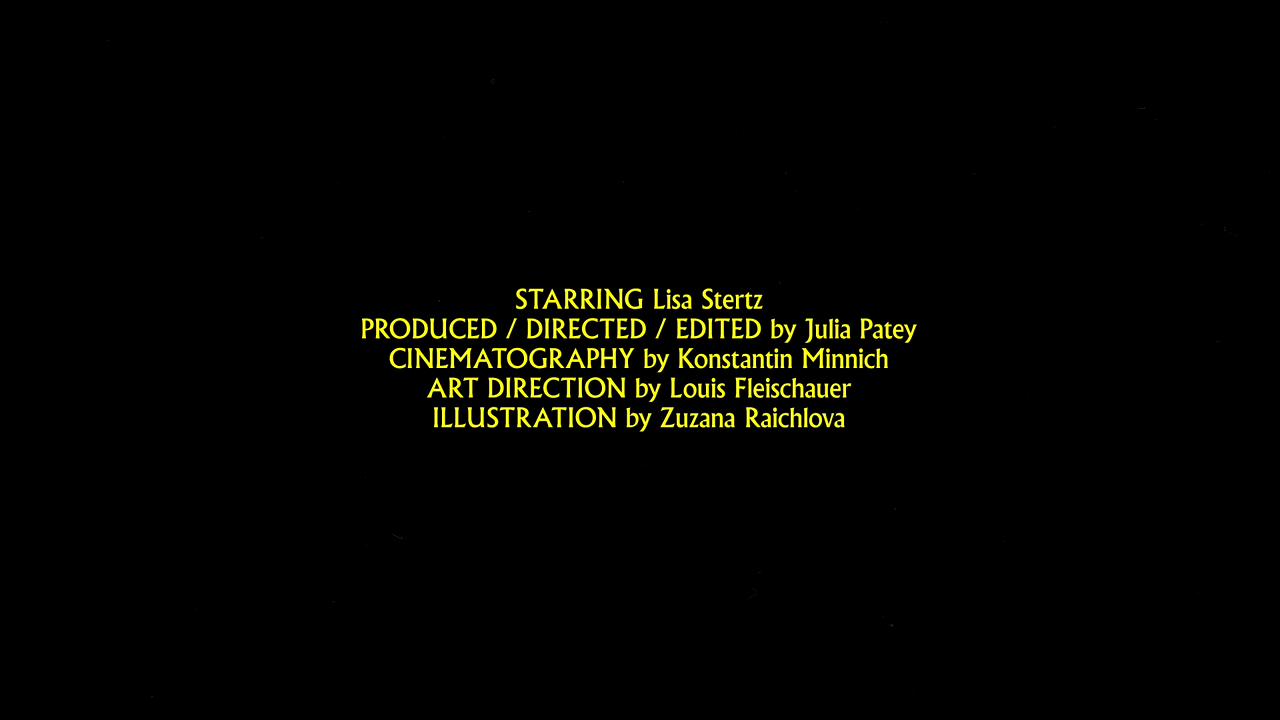 STARRING Lisa Stertz
PRODUCED / DIRECTED / EDITED by Julia Patey
CINEMATOGRAPHY by Konstantin Minnich
ART DIRECTION by Louis Fleischauer
ILLUSTRATION by Zuzana Raichlova